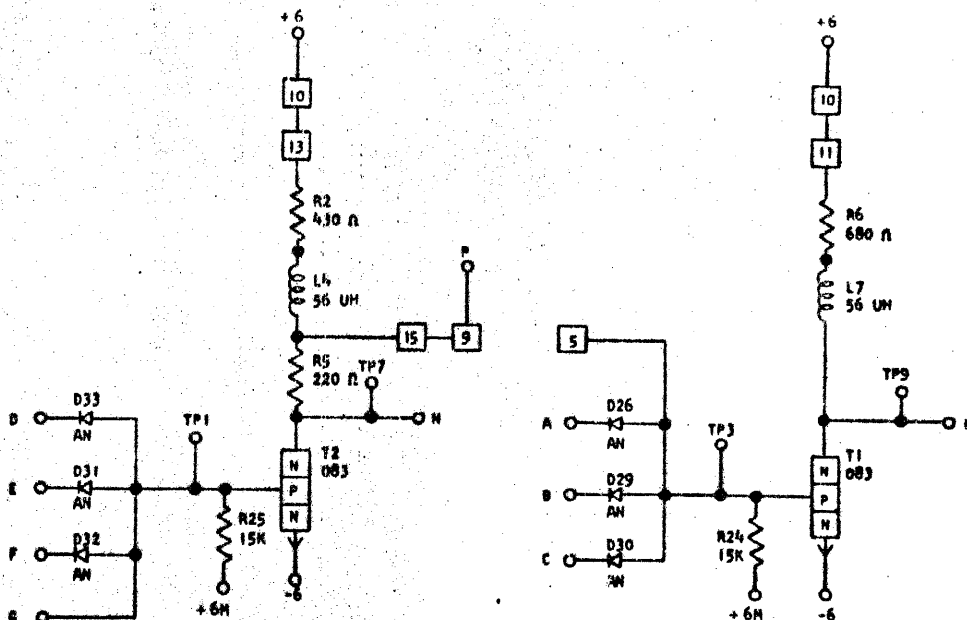 +6
10
13
R2
430 Ω
L4
56 UH
P
15
9
R5
220 Ω
TP7
N
D
D33
AN
TP1
E
D31
AN
T2
083
N
P
N
F
D32
AN
R25
15K
G
+6M
-6
+6
10
11
R6
680 Ω
L7
56 UH
5
TP9
A
D26
AN
TP3
B
D29
AN
T1
083
N
P
N
C
D30
AN
R24
15K
+6M
-6